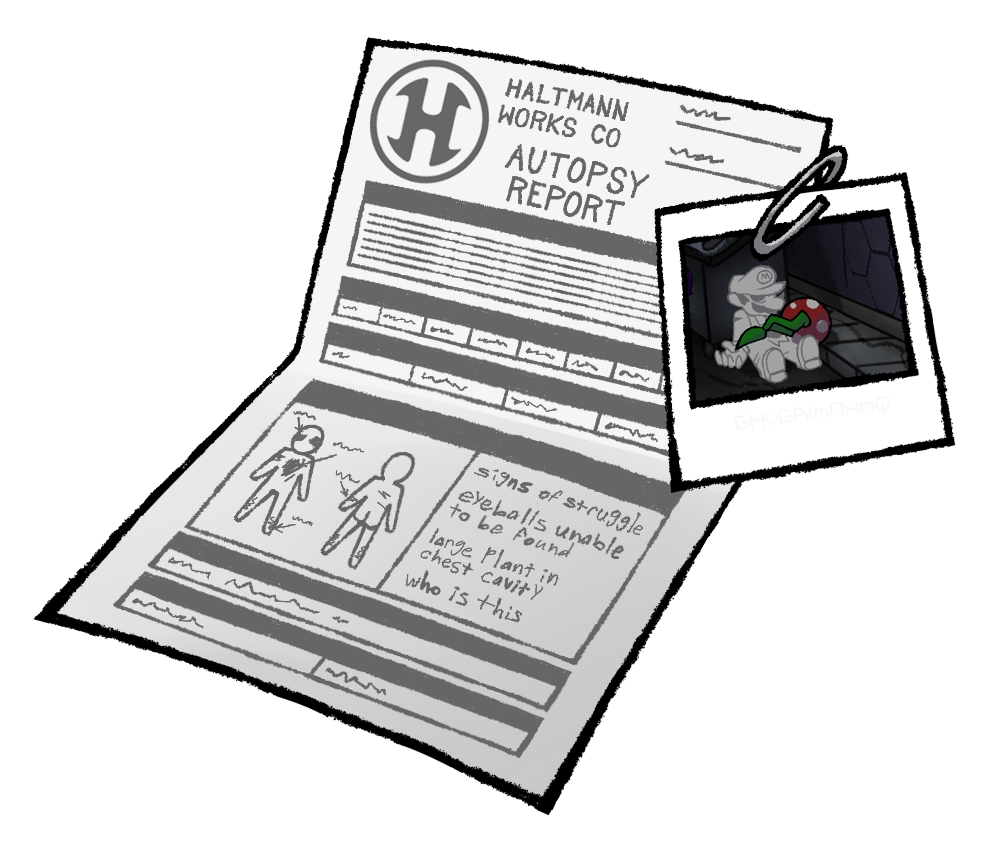 H
HALTMANN
WORKS CO
AUTOPSY
REPORT
M
signs of struggle
eyeballs unable
to be found
large plant in
chest cavity
who is this